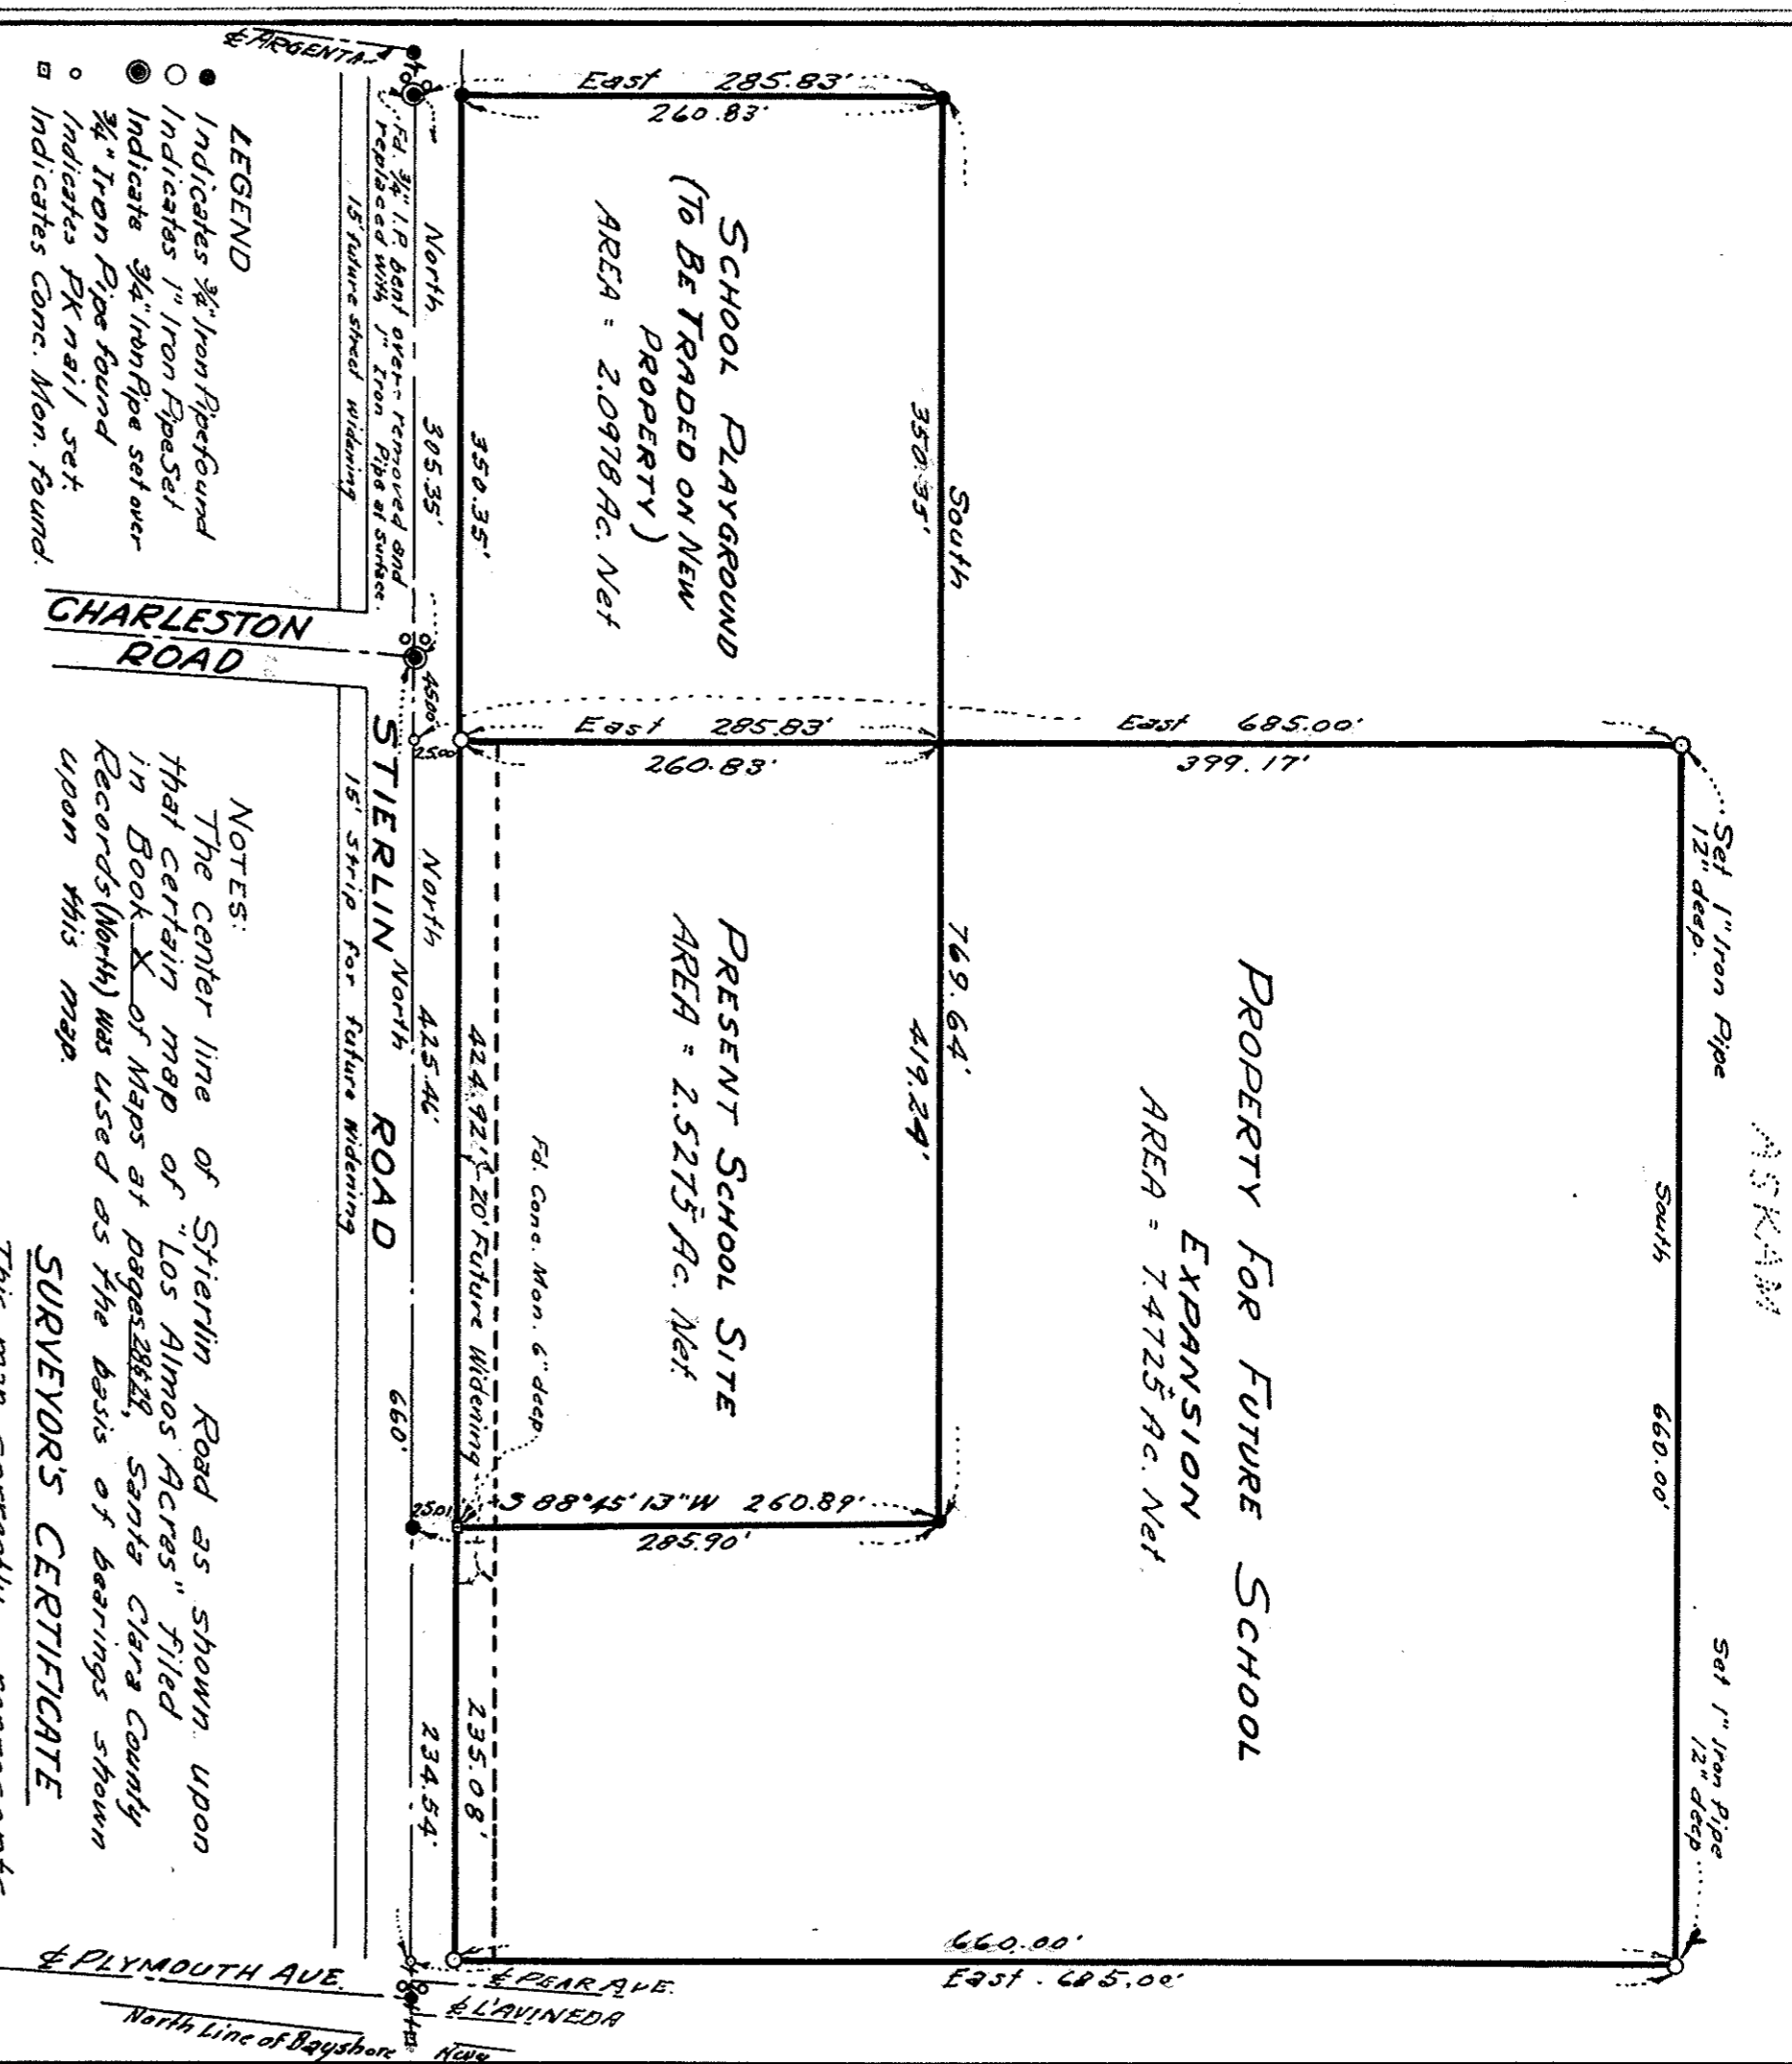 ℄ ARGENTA
East 285.83'
260.83'
SCHOOL PLAYGROUND
(TO BE TRADED ON NEW
PROPERTY)
AREA = 2.0978 Ac. Net
South
350.35'
350.35'
North 305.35'
Fd. 3/4" I.P. bent over - removed and
replaced with 1" Iron Pipe at surface.
15' future street widening
CHARLESTON
ROAD
45.00'
25.00'
East 285.83'
260.83'
East 685.00'
399.17'
Set 1" Iron Pipe
12" deep.
ASKAM
South 660.00'
Set 1" Iron Pipe
12" deep
PROPERTY FOR FUTURE SCHOOL
EXPANSION
AREA = 7.4725 Ac. Net.
769.64'
419.24'
PRESENT SCHOOL SITE
AREA = 2.5275 Ac. Net.
Fd. Conc. Mon. 6" deep
424.92'
20' Future Widening
235.08'
North 425.46'
234.54'
North 660'
STIERLIN ROAD
15' strip for future widening
S 88°45'13"W 260.89'
285.90'
25.01'
660.00'
East 685.00'
℄ PLYMOUTH AVE.
℄ PEAR AVE.
℄ L'AVINEDA
North Line of Bayshore Hwy
LEGEND
Indicates 3/4" Iron Pipe found
Indicates 1" Iron Pipe Set
Indicate 3/4" Iron Pipe set over
3/4" Iron Pipe found
Indicates PK nail set.
Indicates Conc. Mon. found.
NOTES:
The center line of Stierlin Road as shown upon
that certain map of "Los Almos Acres" filed
in Book X of Maps at pages 28&29, Santa Clara County
Records (North) was used as the basis of bearings shown
upon this map.
SURVEYOR'S CERTIFICATE
This map correctly represents